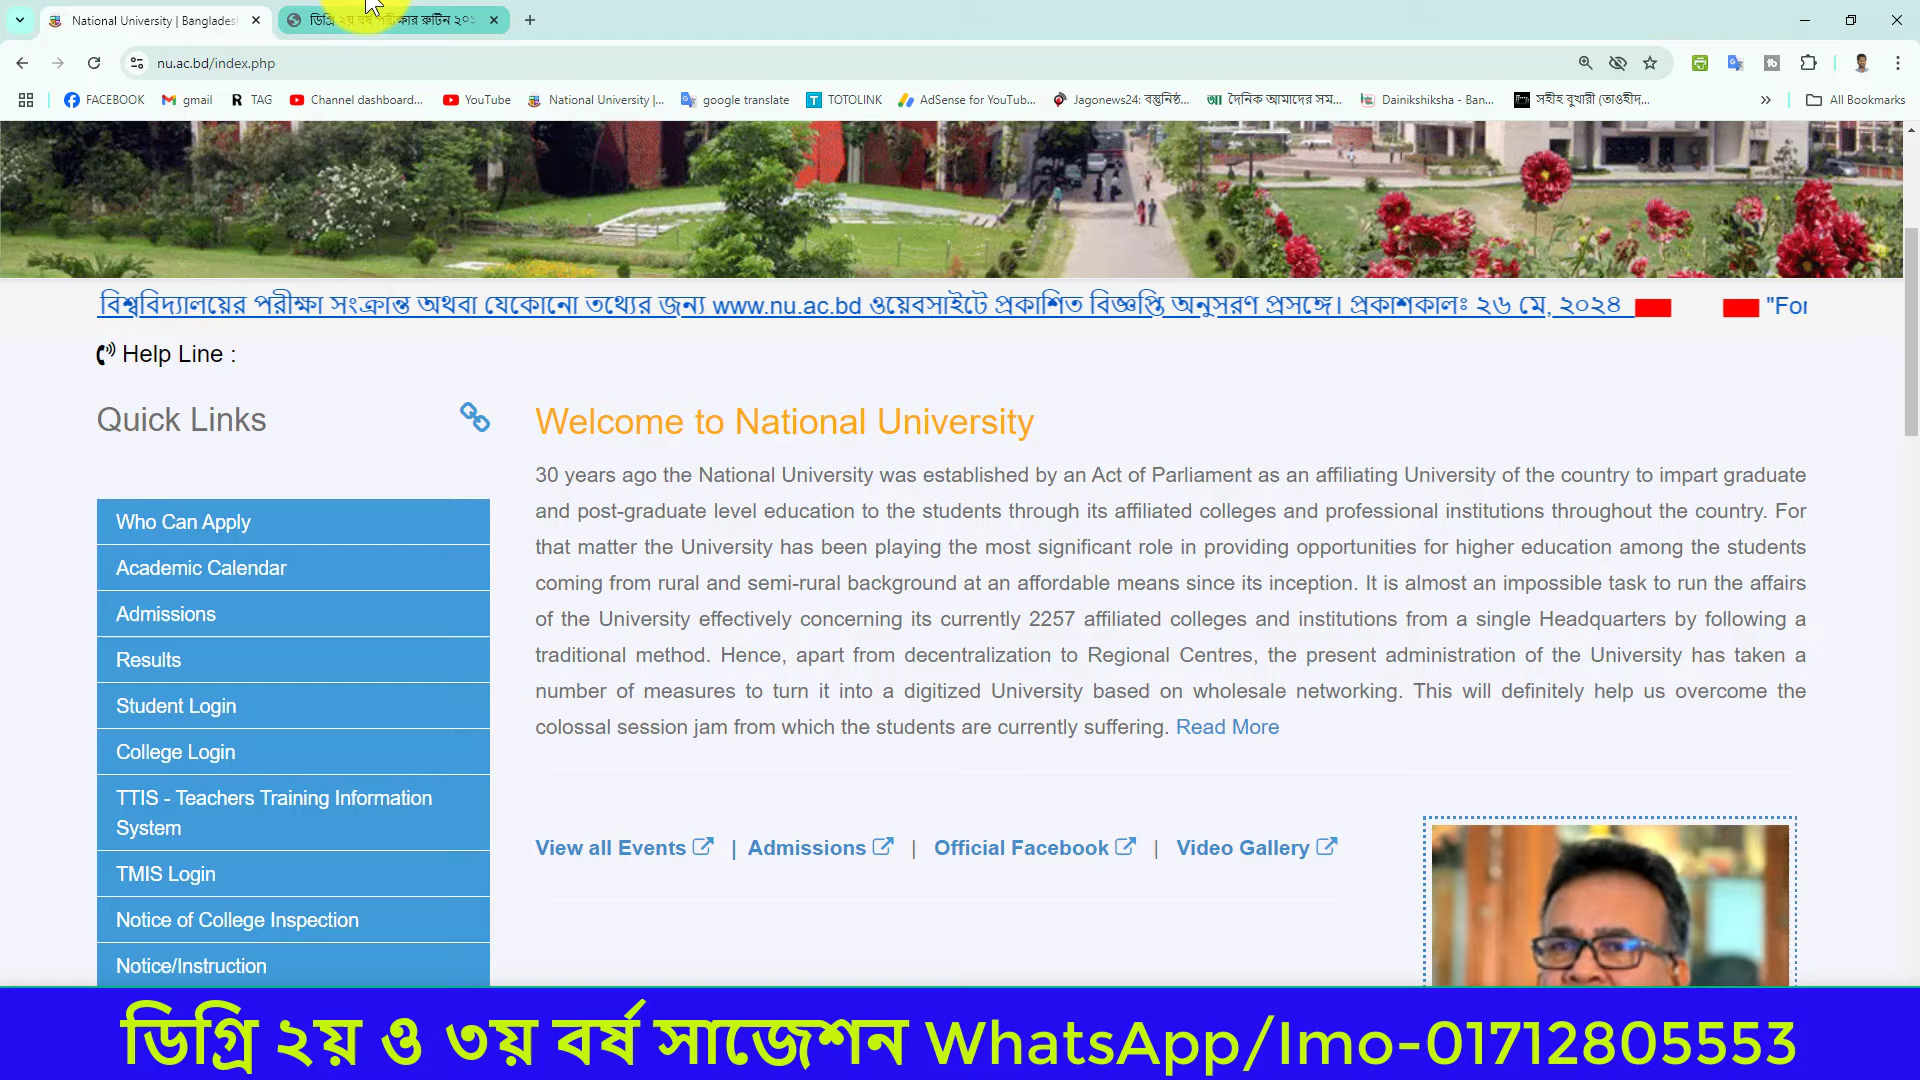 National University | Banglades
ডিগ্রি ২য় বর্ষ পরীক্ষার রুটিন ২০২
nu.ac.bd/index.php
FACEBOOK
gmail
TAG
Channel dashboard...
YouTube
National University |...
google translate
TOTOLINK
AdSense for YouTub...
Jagonews24: বস্তুনিষ্ঠ...
দৈনিক আমাদের সম...
Dainikshiksha - Ban...
সহীহ বুখারী (তাওহীদ...
All Bookmarks
বিশ্ববিদ্যালয়ের পরীক্ষা সংক্রান্ত অথবা যেকোনো তথ্যের জন্য www.nu.ac.bd ওয়েবসাইটে প্রকাশিত বিজ্ঞপ্তি অনুসরণ প্রসঙ্গে। প্রকাশকালঃ ২৬ মে, ২০২৪ "For
Help Line :
Quick Links
Who Can Apply
Academic Calendar
Admissions
Results
Student Login
College Login
TTIS - Teachers Training Information
System
TMIS Login
Notice of College Inspection
Notice/Instruction
Welcome to National University
30 years ago the National University was established by an Act of Parliament as an affiliating University of the country to impart graduate
and post-graduate level education to the students through its affiliated colleges and professional institutions throughout the country. For
that matter the University has been playing the most significant role in providing opportunities for higher education among the students
coming from rural and semi-rural background at an affordable means since its inception. It is almost an impossible task to run the affairs
of the University effectively concerning its currently 2257 affiliated colleges and institutions from a single Headquarters by following a
traditional method. Hence, apart from decentralization to Regional Centres, the present administration of the University has taken a
number of measures to turn it into a digitized University based on wholesale networking. This will definitely help us overcome the
colossal session jam from which the students are currently suffering. Read More
View all Events | Admissions | Official Facebook | Video Gallery
ডিগ্রি ২য় ও ৩য় বর্ষ সাজেশন WhatsApp/Imo-01712805553